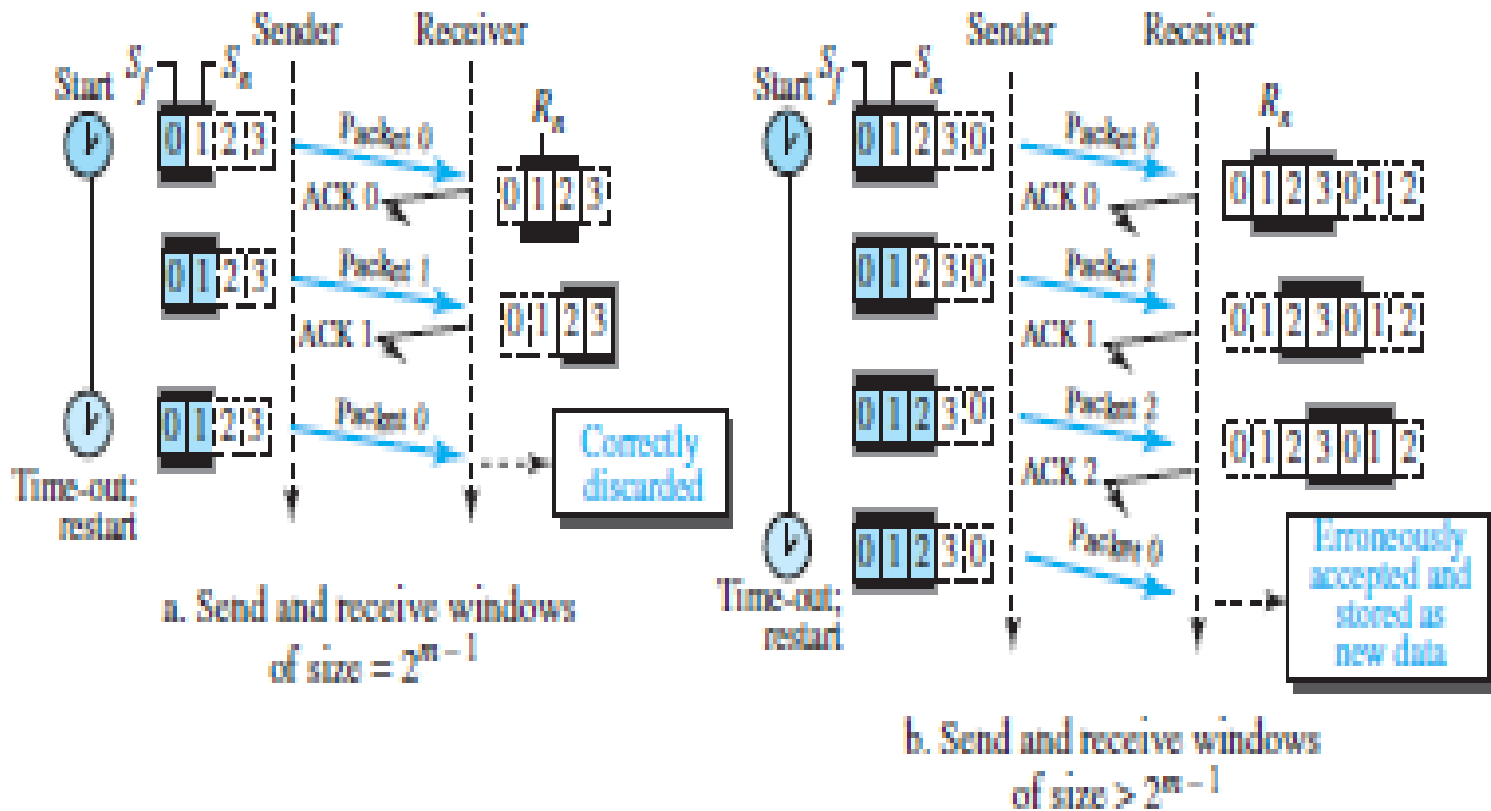 Sender Receiver
Start S_f S_n
0 1 2 3
Packet 0
R_n
ACK 0
0 1 2 3
0 1 2 3
Packet 1
ACK 1
0 1 2 3
0 1 2 3
Packet 0
Correctly
discarded
Time-out;
restart
a. Send and receive windows
of size = 2^{m – 1}
Sender Receiver
Start S_f S_n
0 1 2 3 0
Packet 0
R_n
ACK 0
0 1 2 3 0 1 2
0 1 2 3 0
Packet 1
ACK 1
0 1 2 3 0 1 2
0 1 2 3 0
Packet 2
ACK 2
0 1 2 3 0 1 2
0 1 2 3 0
Packet 0
Time-out;
restart
Erroneously
accepted and
stored as
new data
b. Send and receive windows
of size > 2^{m – 1}